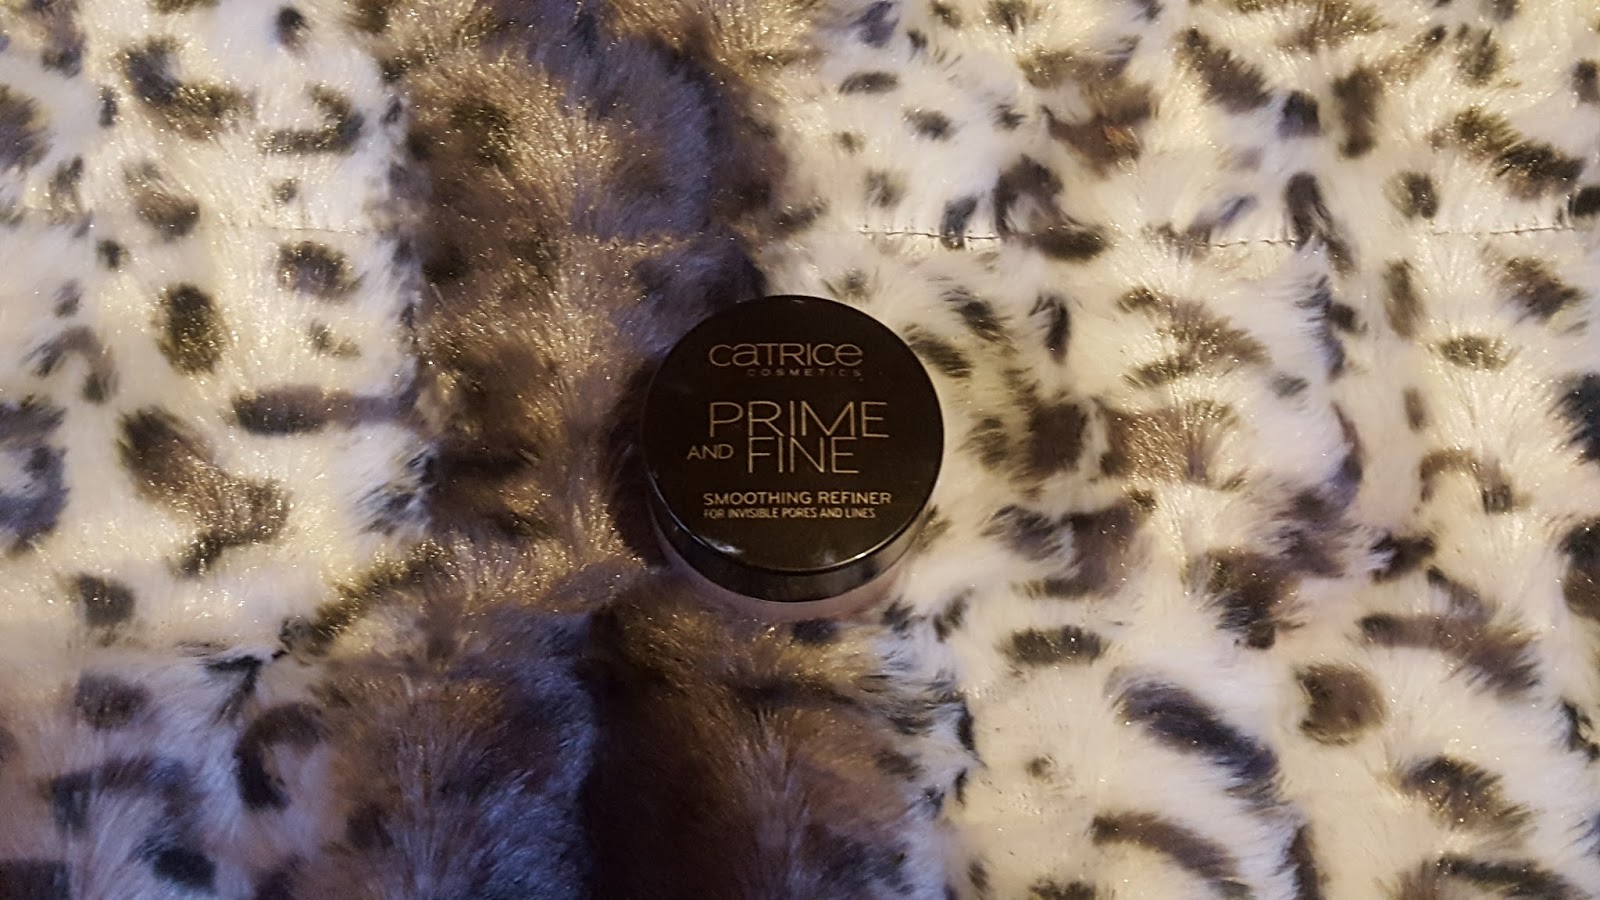 CATRICE
COSMETICS
PRIME
AND FINE
SMOOTHING REFINER
FOR INVISIBLE PORES AND LINES